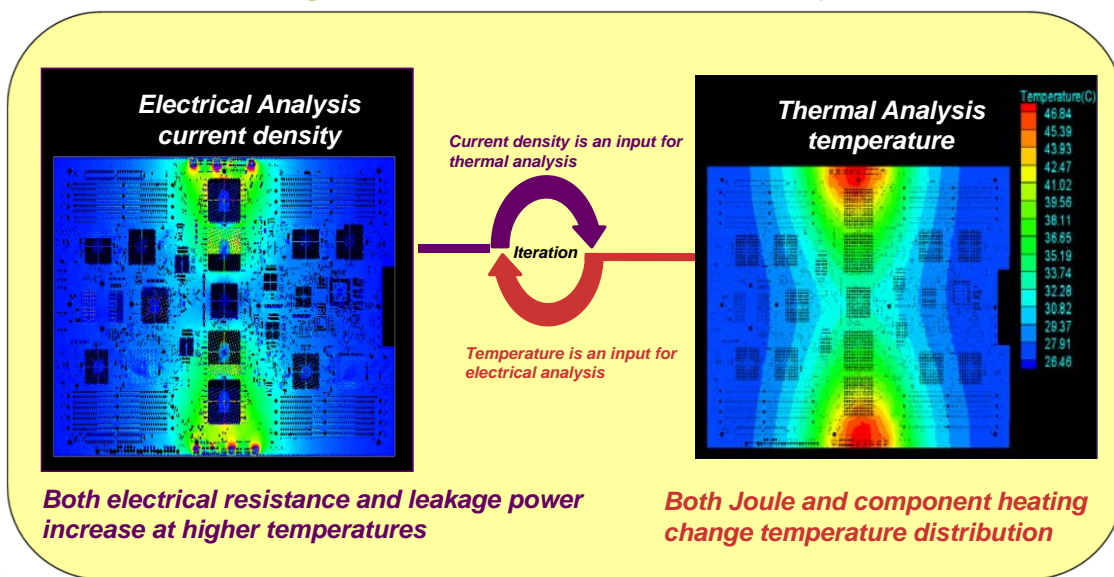 Electrical Analysis
current density
Current density is an input for
thermal analysis
Iteration
Temperature is an input for
electrical analysis
Thermal Analysis
temperature
Temperature(C)
46.84
45.39
43.93
42.47
41.02
39.56
38.11
36.65
35.19
33.74
32.28
30.82
29.37
27.91
26.46
Both electrical resistance and leakage power
increase at higher temperatures
Both Joule and component heating
change temperature distribution